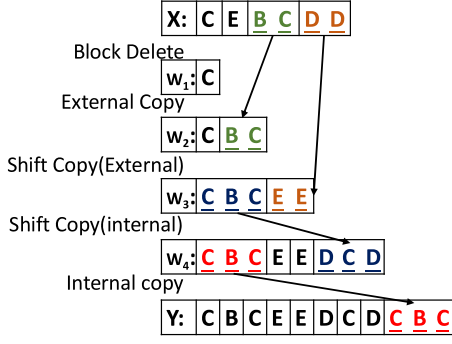 X: C E B C D D
Block Delete
w1: C
External Copy
w2: C B C
Shift Copy(External)
w3: C B C E E
Shift Copy(internal)
w4: C B C E E D C D
Internal copy
Y: C B C E E D C D C B C